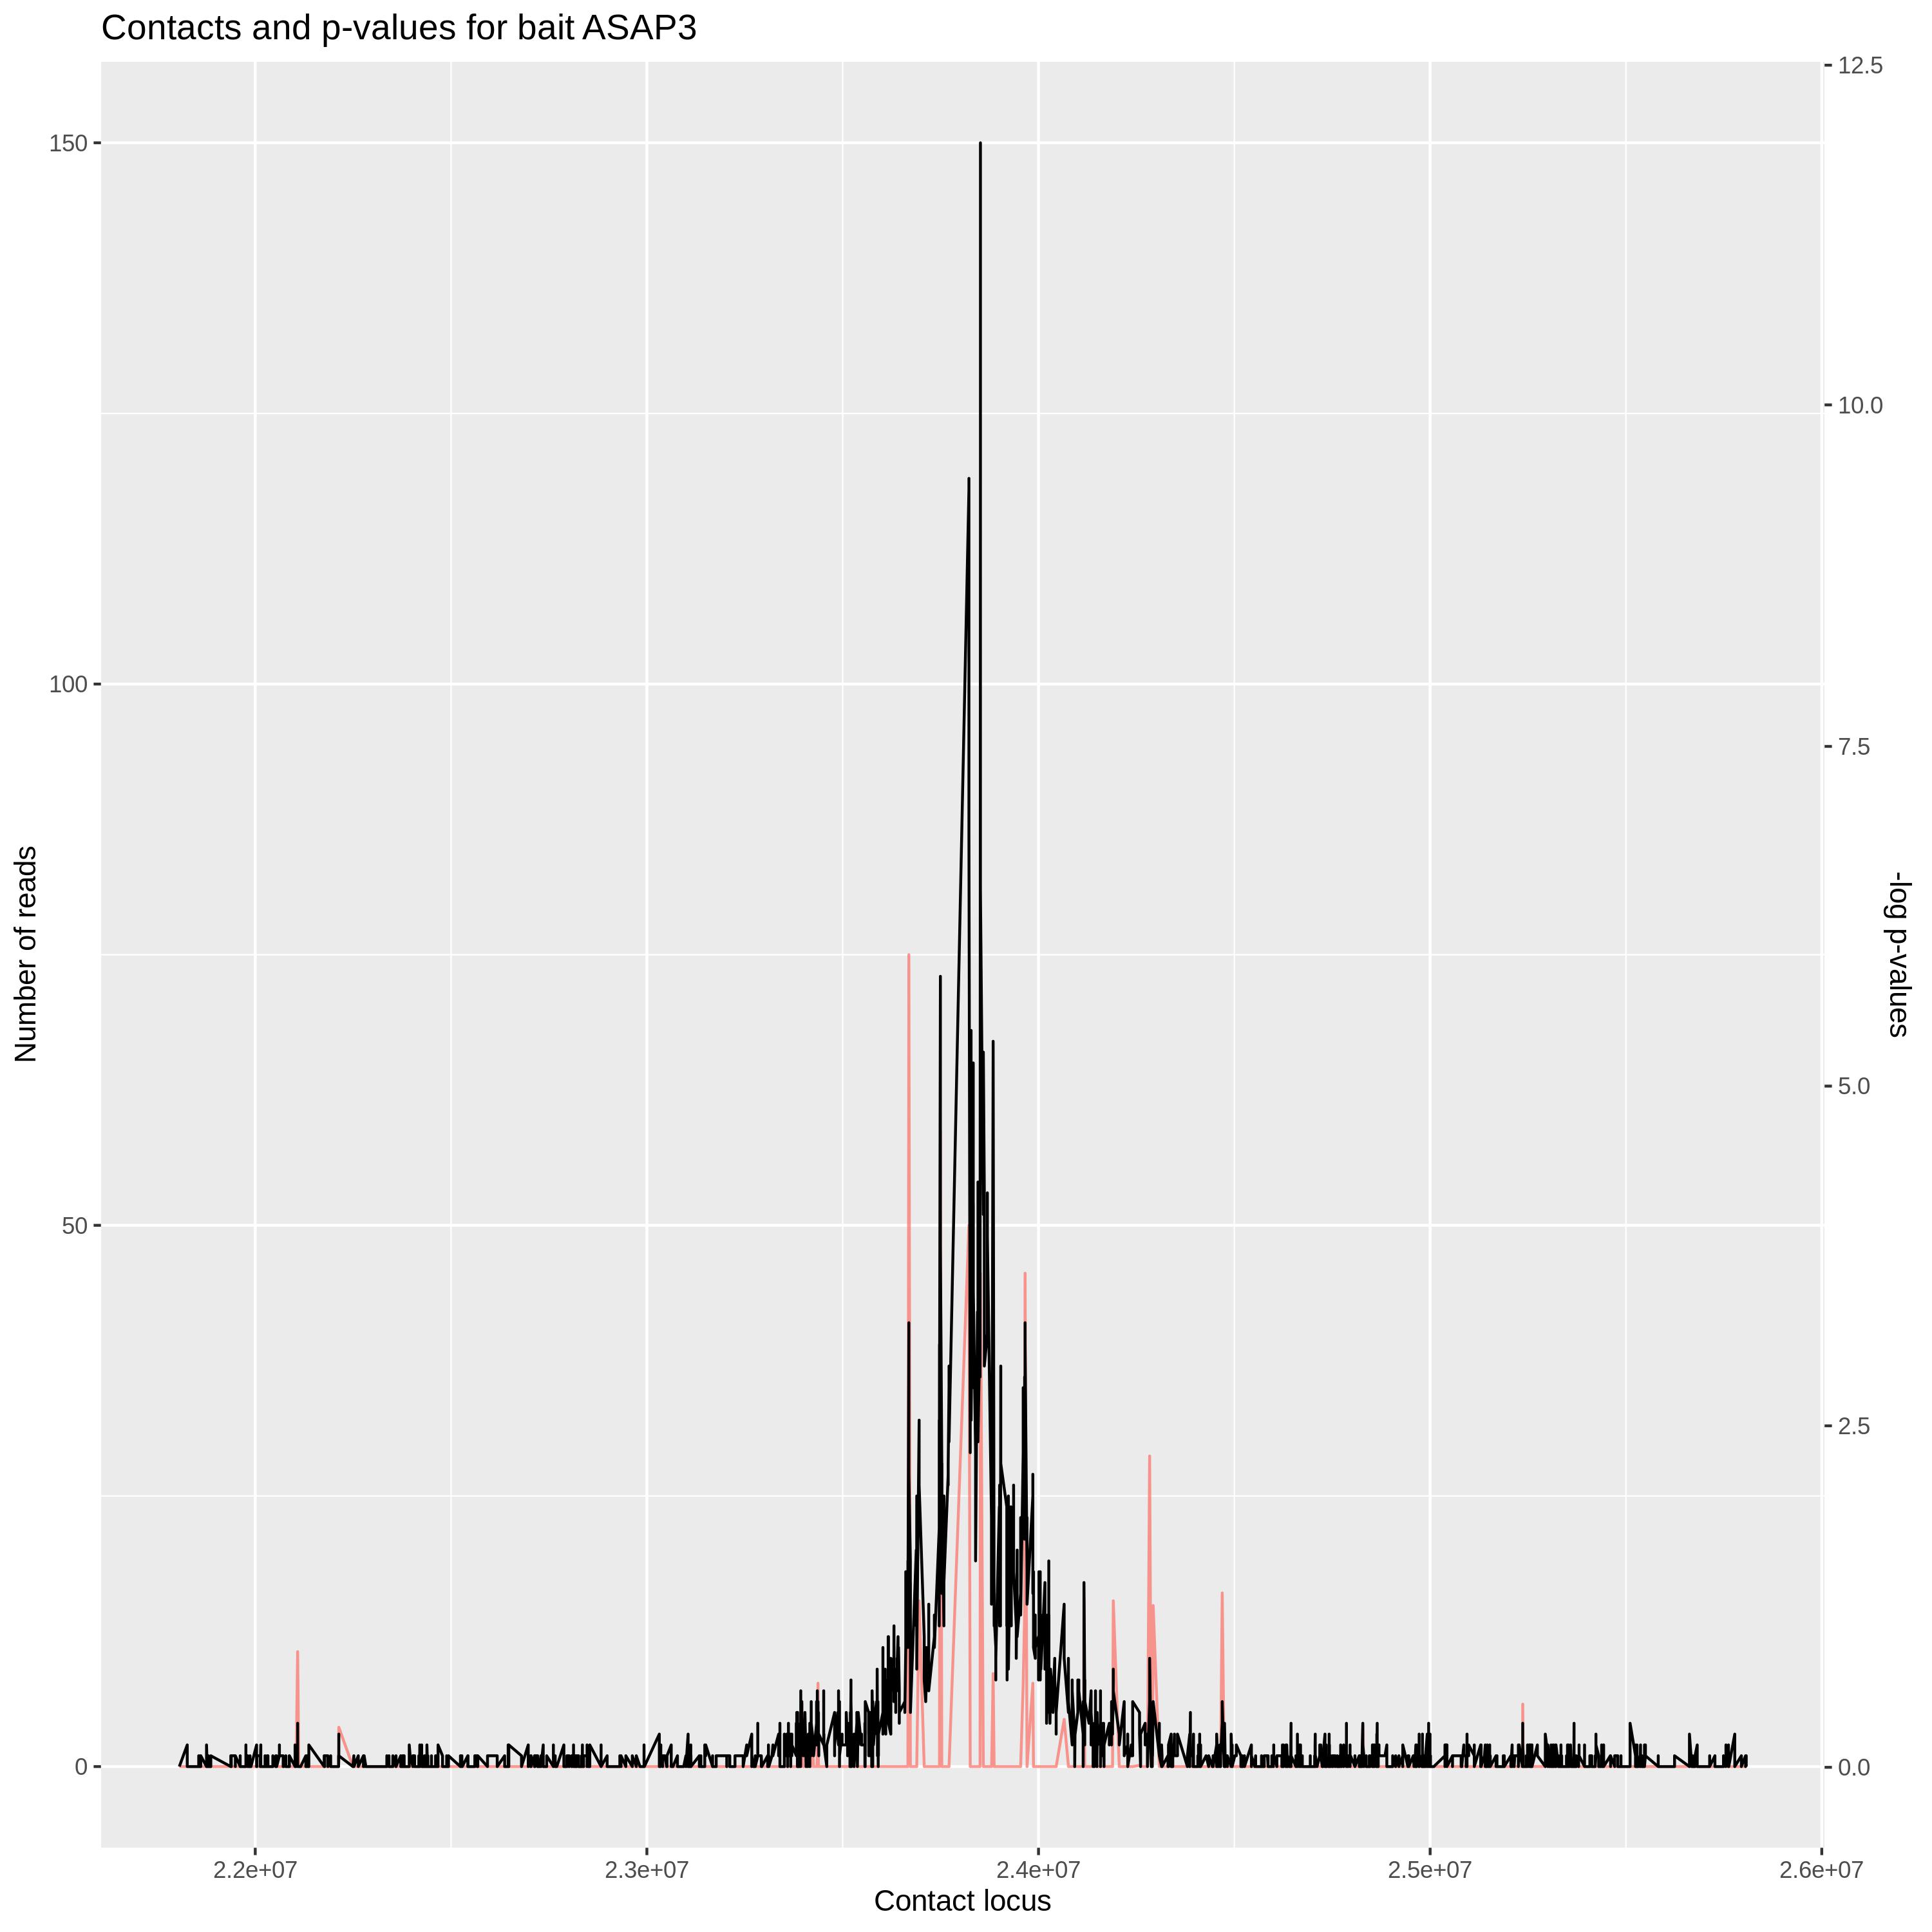 Contacts and p-values for bait ASAP3
150
100
50
0
Number of reads
12.5
10.0
7.5
5.0
2.5
0.0
-log p-values
2.2e+07
2.3e+07
2.4e+07
2.5e+07
2.6e+07
Contact locus